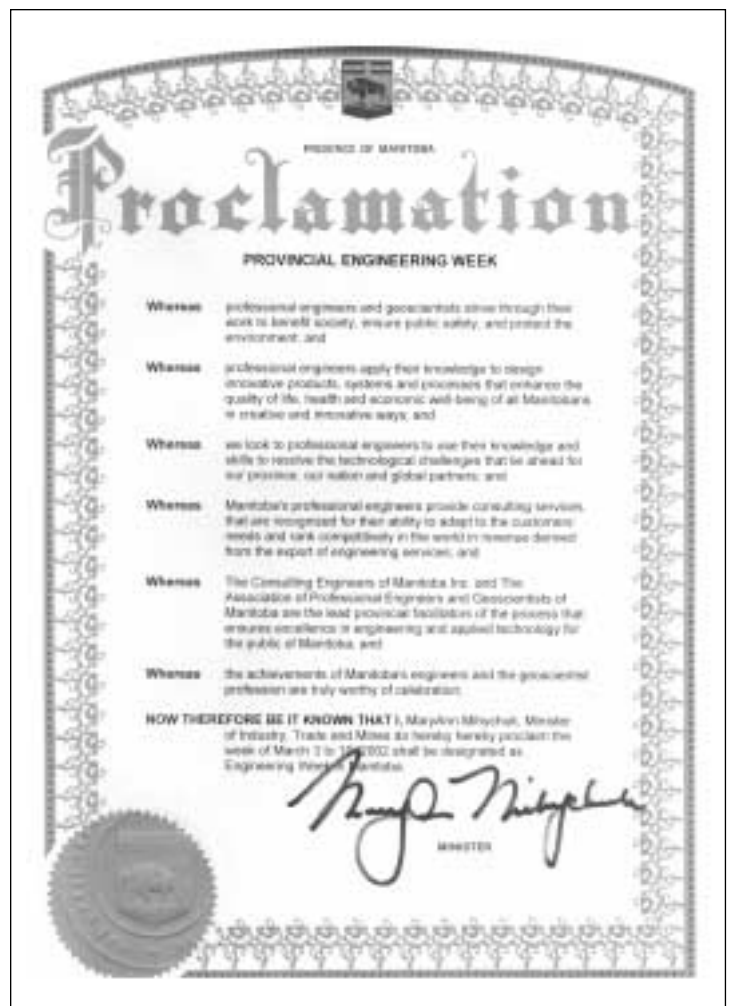 PROVINCE OF MANITOBA
Proclamation
PROVINCIAL ENGINEERING WEEK
Whereas professional engineers and geoscientists strive through their
work to benefit society, ensure public safety, and protect the
environment; and
Whereas professional engineers apply their knowledge to design
innovative products, systems and processes that enhance the
quality of life, health and economic well-being of all Manitobans
in creative and innovative ways; and
Whereas we look to professional engineers to use their knowledge and
skills to resolve the technological challenges that lie ahead for
our province, our nation and global partners; and
Whereas Manitoba's professional engineers provide consulting services
that are recognized for their ability to adapt to the customers'
needs and rank competitively in the world in revenue derived
from the export of engineering services; and
Whereas The Consulting Engineers of Manitoba Inc. and The
Association of Professional Engineers and Geoscientists of
Manitoba are the lead provincial facilitators of the process that
ensures excellence in engineering and applied technology for
the public of Manitoba; and
Whereas the achievements of Manitoba's engineers and the geoscientist
profession are truly worthy of celebration;
NOW THEREFORE BE IT KNOWN THAT I, MaryAnn Mihychuk, Minister
of Industry, Trade and Mines do hereby proclaim the
week of March 3 to 2002 shall be designated as
Engineering Manitoba
MaryAnn Mihychuk
MINISTER